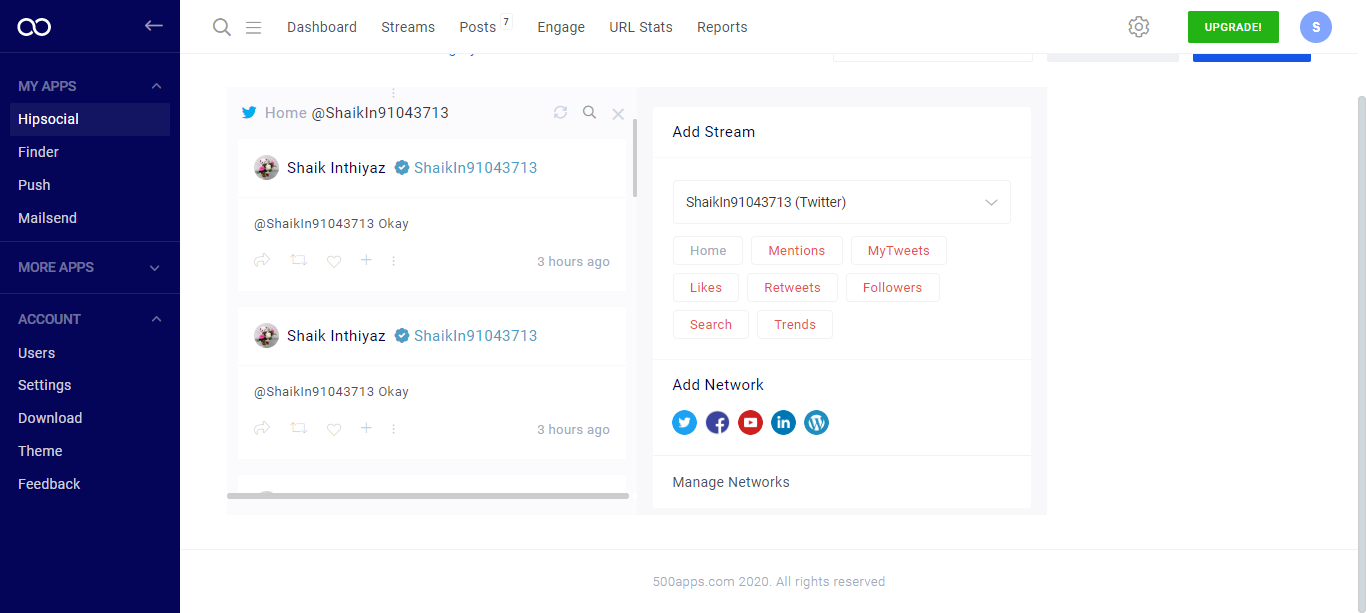 Dashboard Streams Posts 7 Engage URL Stats Reports UPGRADE! S
MY APPS
Hipsocial
Finder
Push
Mailsend
MORE APPS
ACCOUNT
Users
Settings
Download
Theme
Feedback
Home @ShaikIn91043713
Shaik Inthiyaz ShaikIn91043713
@ShaikIn91043713 Okay
3 hours ago
Shaik Inthiyaz ShaikIn91043713
@ShaikIn91043713 Okay
3 hours ago
Add Stream
ShaikIn91043713 (Twitter)
Home Mentions MyTweets
Likes Retweets Followers
Search Trends
Add Network
Manage Networks
500apps.com 2020. All rights reserved